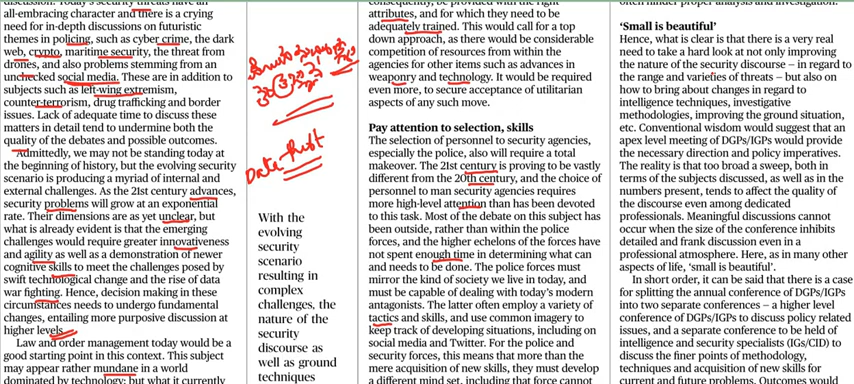 discussion. Today's security threats have an
all-embracing character and there is a crying
need for in-depth discussions on futuristic
themes in policing, such as cyber crime, the dark
web, crypto, maritime security, the threat from
drones, and also problems stemming from an
unchecked social media. These are in addition to
subjects such as left-wing extremism,
counter-terrorism, drug trafficking and border
issues. Lack of adequate time to discuss these
matters in detail tend to undermine both the
quality of the debates and possible outcomes.
Admittedly, we may not be standing today at
the beginning of history, but the evolving security
scenario is producing a myriad of internal and
external challenges. As the 21st century advances,
security problems will grow at an exponential
rate. Their dimensions are as yet unclear, but
what is already evident is that the emerging
challenges would require greater innovativeness
and agility as well as a demonstration of newer
cognitive skills to meet the challenges posed by
swift technological change and the rise of data
war fighting. Hence, decision making in these
circumstances needs to undergo fundamental
changes, entailing more purposive discussion at
higher levels.
Law and order management today would be a
good starting point in this context. This subject
may appear rather mundane in a world
dominated by technology; but what it currently
With the
evolving
security
scenario
resulting in
complex
challenges, the
nature of the
security
discourse as
well as ground
techniques
consequently, be provided with the right
attributes, and for which they need to be
adequately trained. This would call for a top
down approach, as there would be considerable
competition of resources from within the
agencies for other items such as advances in
weaponry and technology. It would be required
even more, to secure acceptance of utilitarian
aspects of any such move.
Pay attention to selection, skills
The selection of personnel to security agencies,
especially the police, also will require a total
makeover. The 21st century is proving to be vastly
different from the 20th century, and the choice of
personnel to man security agencies requires
more high-level attention than has been devoted
to this task. Most of the debate on this subject has
been outside, rather than within the police
forces, and the higher echelons of the forces have
not spent enough time in determining what can
and needs to be done. The police forces must
mirror the kind of society we live in today, and
must be capable of dealing with today's modern
antagonists. The latter often employ a variety of
tactics and skills, and use common imagery to
keep track of developing situations, including on
social media and Twitter. For the police and
security forces, this means that more than the
mere acquisition of new skills, they must develop
a different mind set, including that force cannot
often hinder proper analysis and investigation.
'Small is beautiful'
Hence, what is clear is that there is a very real
need to take a hard look at not only improving
the nature of the security discourse – in regard to
the range and varieties of threats – but also on
how to bring about changes in regard to
intelligence techniques, investigative
methodologies, improving the ground situation,
etc. Conventional wisdom would suggest that an
apex level meeting of DGPs/IGPs would provide
the necessary direction and policy imperatives.
The reality is that too broad a sweep, both in
terms of the subjects discussed, as well as in the
numbers present, tends to affect the quality of
the discourse even among dedicated
professionals. Meaningful discussions cannot
occur when the size of the conference inhibits
detailed and frank discussion even in a
professional atmosphere. Here, as in many other
aspects of life, 'small is beautiful'.
In short order, it can be said that there is a case
for splitting the annual conference of DGPs/IGPs
into two separate conferences – a higher level
conference of DGPs/IGPs to discuss policy related
issues, and a separate conference to be held of
intelligence and security specialists (IGs/CID) to
discuss the finer points of methodology,
techniques and acquisition of new skills for
current and future problems. Outcomes would